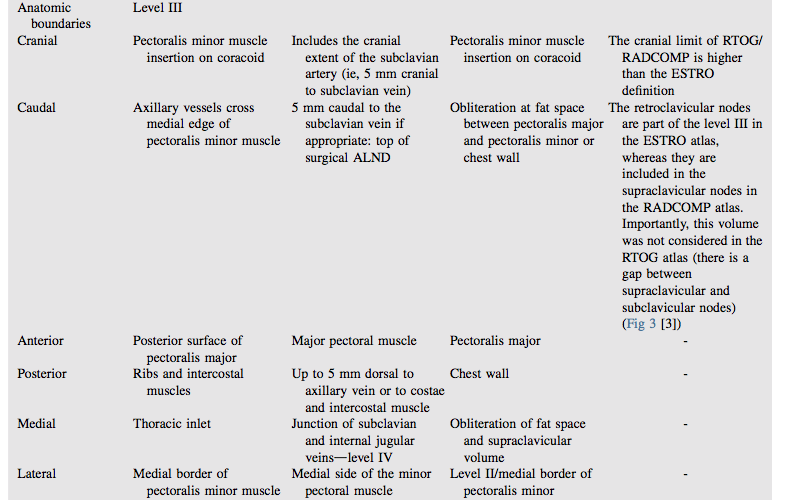 Anatomic boundaries
Level III
Cranial
Pectoralis minor muscle
insertion on coracoid
Includes the cranial
extent of the subclavian
artery (ie, 5 mm cranial
to subclavian vein)
Pectoralis minor muscle
insertion on coracoid
The cranial limit of RTOG/
RADCOMP is higher
than the ESTRO
definition
Caudal
Axillary vessels cross
medial edge of
pectoralis minor muscle
5 mm caudal to the
subclavian vein if
appropriate: top of
surgical ALND
Obliteration at fat space
between pectoralis major
and pectoralis minor or
chest wall
The retroclavicular nodes
are part of the level III in
the ESTRO atlas,
whereas they are
included in the
supraclavicular nodes in
the RADCOMP atlas.
Importantly, this volume
was not considered in the
RTOG atlas (there is a
gap between
supraclavicular and
subclavicular nodes)
(Fig 3 [3])
Anterior
Posterior surface of
pectoralis major
Major pectoral muscle
Pectoralis major
-
Posterior
Ribs and intercostal
muscles
Up to 5 mm dorsal to
axillary vein or to costae
and intercostal muscle
Chest wall
-
Medial
Thoracic inlet
Junction of subclavian
and internal jugular
veins—level IV
Obliteration of fat space
and supraclavicular
volume
-
Lateral
Medial border of
pectoralis minor muscle
Medial side of the minor
pectoral muscle
Level II/medial border of
pectoralis minor
-